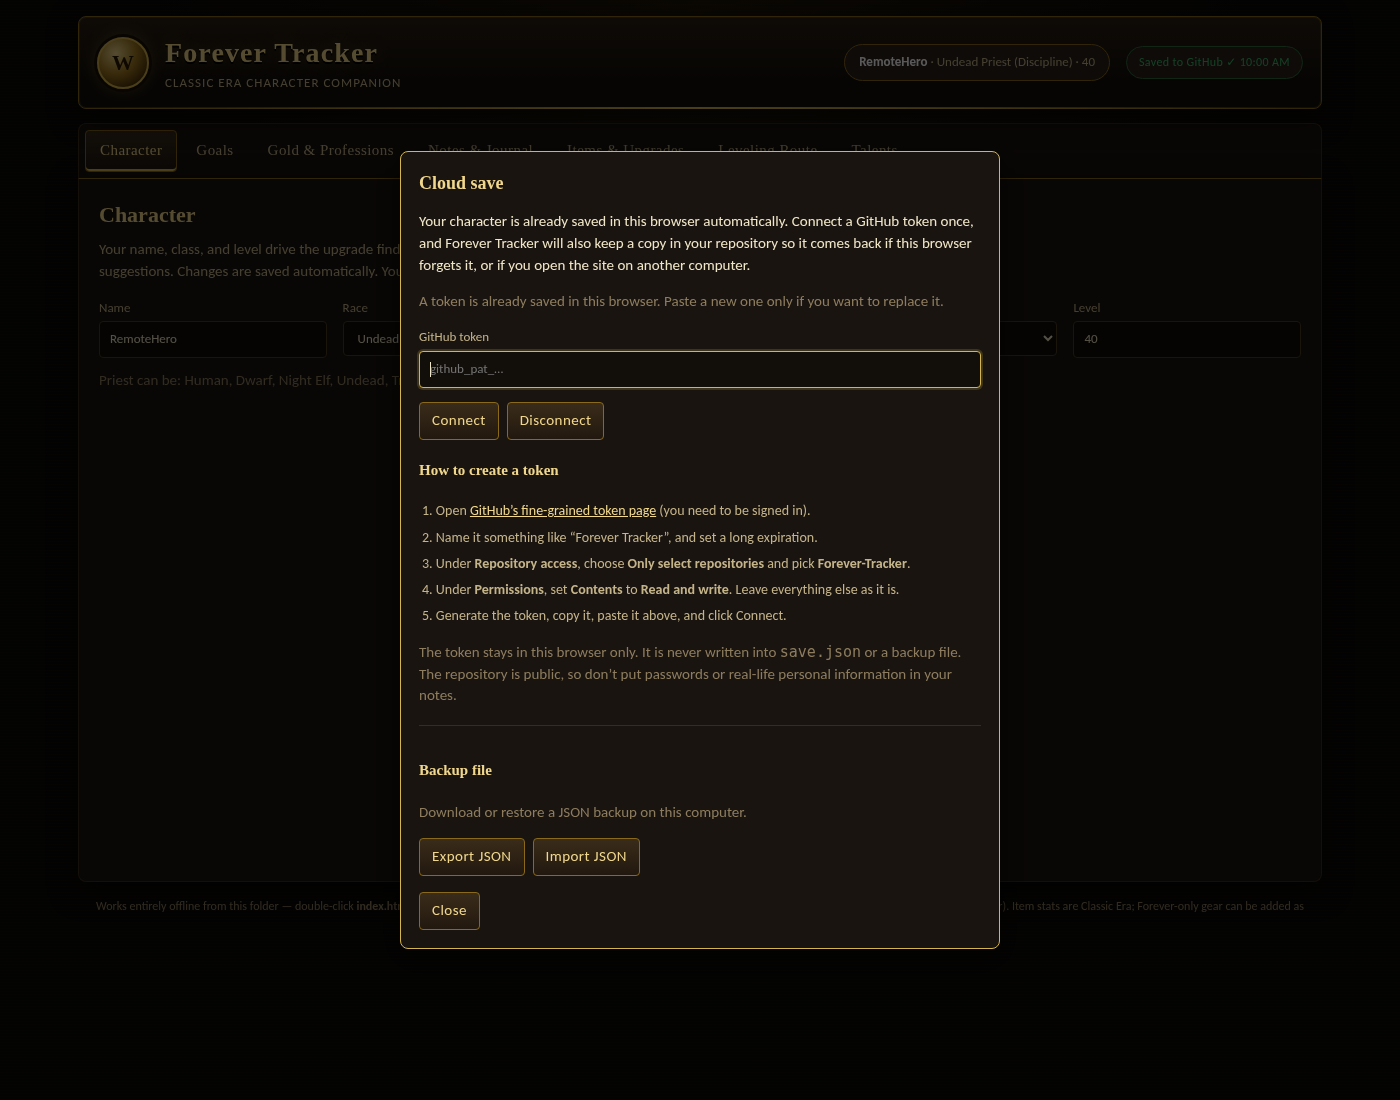 W
Forever Tracker
CLASSIC ERA CHARACTER COMPANION
RemoteHero · Undead Priest (Discipline) · 40
Saved to GitHub ✓ 10:00 AM
Character
Goals
Gold & Professions
Notes & Journal
Items & Upgrades
Leveling Route
Talents
Character
Your name, class, and level drive the upgrade find
suggestions. Changes are saved automatically. You
Name
Race
Level
RemoteHero
Undead
40
Priest can be: Human, Dwarf, Night Elf, Undead,
Cloud save
Your character is already saved in this browser automatically. Connect a GitHub token once,
and Forever Tracker will also keep a copy in your repository so it comes back if this browser
forgets it, or if you open the site on another computer.
A token is already saved in this browser. Paste a new one only if you want to replace it.
GitHub token
github_pat_...
Connect
Disconnect
How to create a token
1. Open GitHub's fine-grained token page (you need to be signed in).
2. Name it something like “Forever Tracker”, and set a long expiration.
3. Under Repository access, choose Only select repositories and pick Forever-Tracker.
4. Under Permissions, set Contents to Read and write. Leave everything else as it is.
5. Generate the token, copy it, paste it above, and click Connect.
The token stays in this browser only. It is never written into save.json or a backup file.
The repository is public, so don't put passwords or real-life personal information in your
notes.
Backup file
Download or restore a JSON backup on this computer.
Export JSON
Import JSON
Close
Works entirely offline from this folder — double-click index.ht
). Item stats are Classic Era; Forever-only gear can be added as